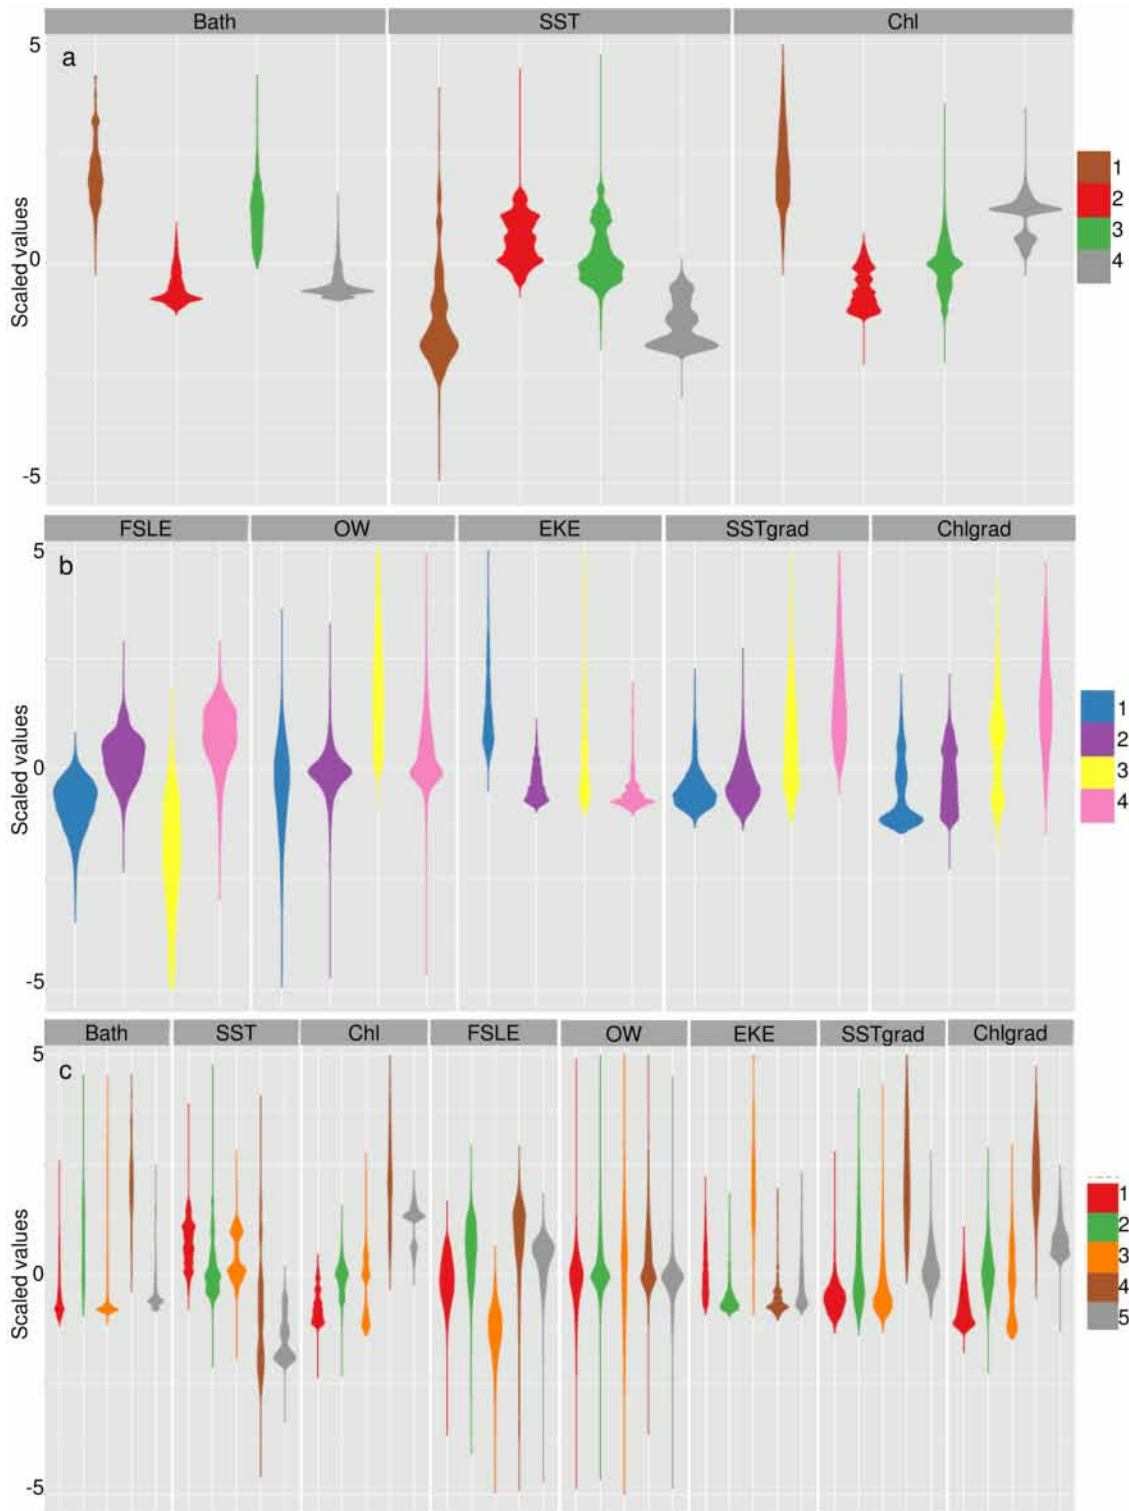 Bath SST Chl
5
a
0
-5
Scaled values
1
2
3
4
FSLE OW EKE SSTgrad Chlgrad
5
b
0
-5
Scaled values
1
2
3
4
Bath SST Chl FSLE OW EKE SSTgrad Chlgrad
5
c
0
-5
Scaled values
1
2
3
4
5